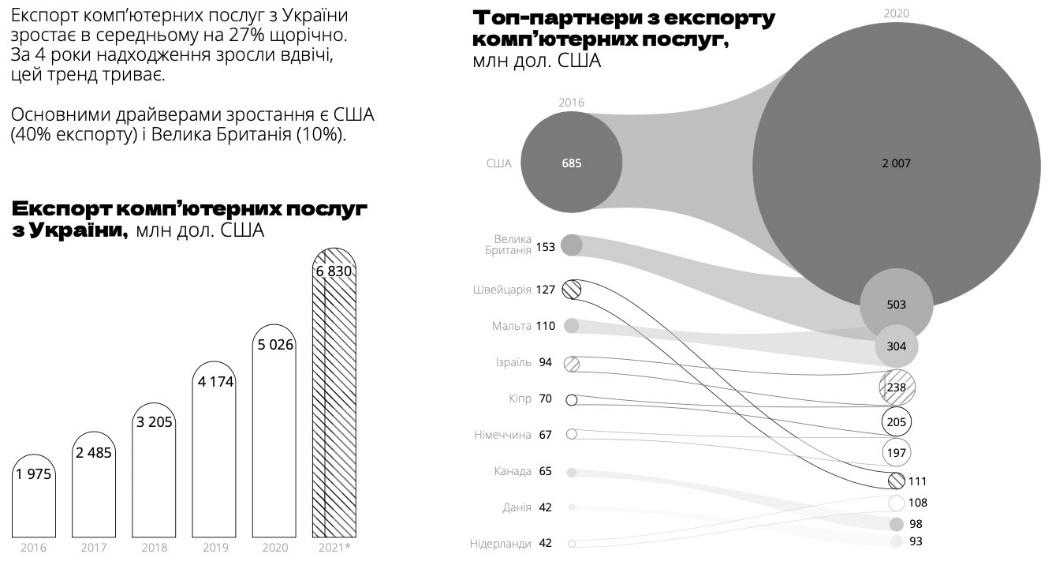 Експорт комп’ютерних послуг з України
зростає в середньому на 27% щорічно.
За 4 роки надходження зросли вдвічі,
цей тренд триває.
Основними драйверами зростання є США
(40% експорту) і Велика Британія (10%).
Експорт комп’ютерних послуг
з України, млн дол. США
1 975
2 485
3 205
4 174
5 026
6 830
2016
2017
2018
2019
2020
2021*
Топ-партнери з експорту
комп’ютерних послуг,
млн дол. США
2016
2020
США 685
2 007
Велика
Британія 153
503
Швейцарія 127
Мальта 110
304
Ізраїль 94
238
Кіпр 70
205
Німеччина 67
197
Канада 65
111
Данія 42
108
98
Нідерланди 42
93